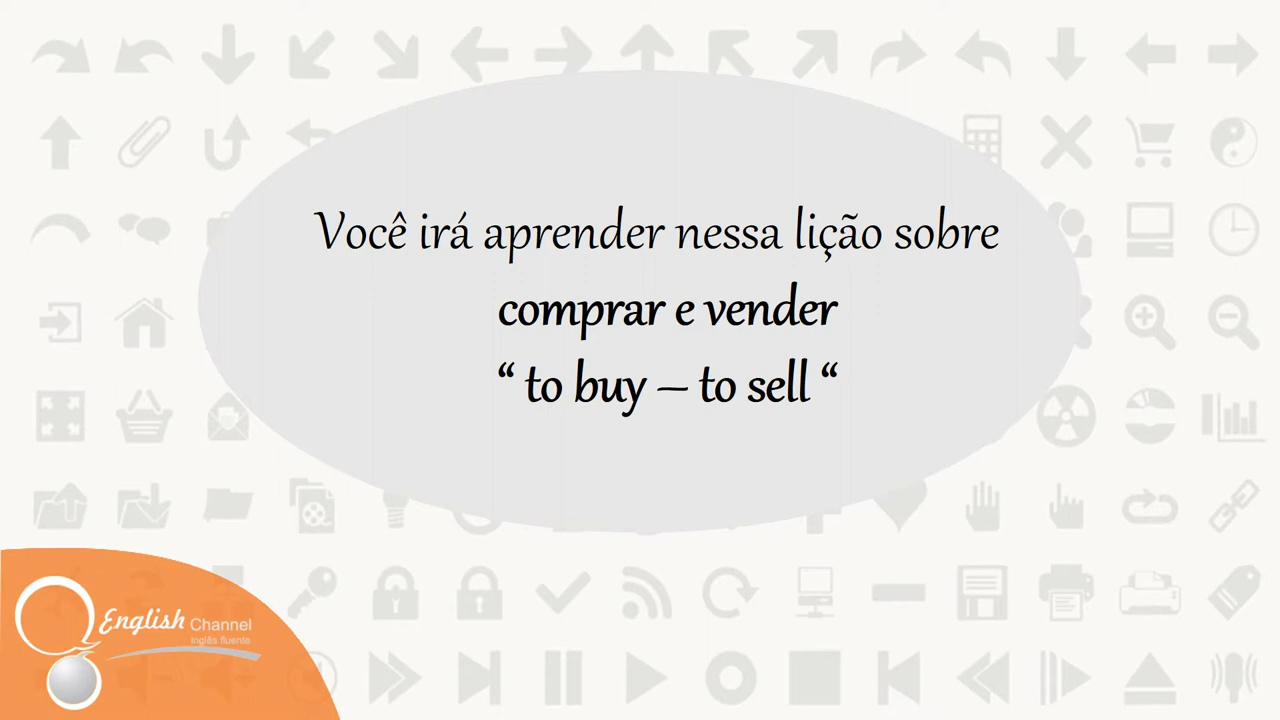 Você irá aprender nessa lição sobre
comprar e vender
“ to buy – to sell “
English Channel
inglês fluente